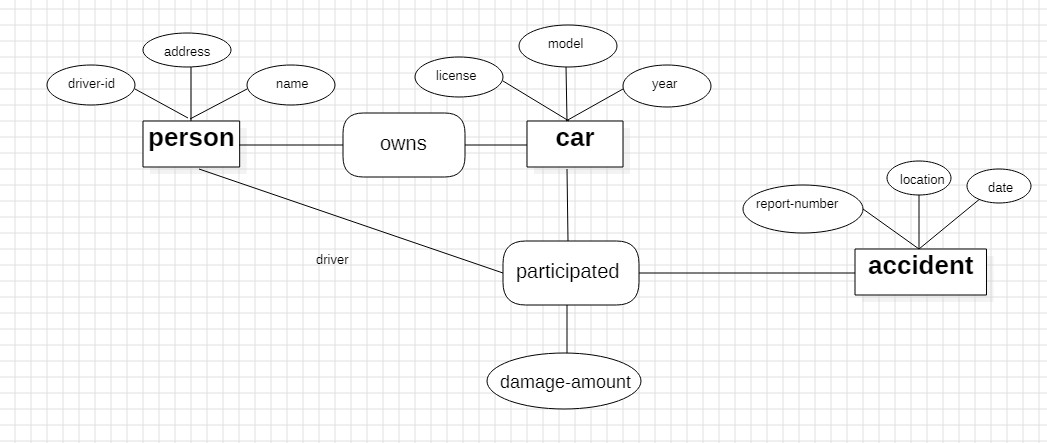 address
driver-id
name
model
license
year
person
owns
car
location
date
report-number
driver
participated
accident
damage-amount